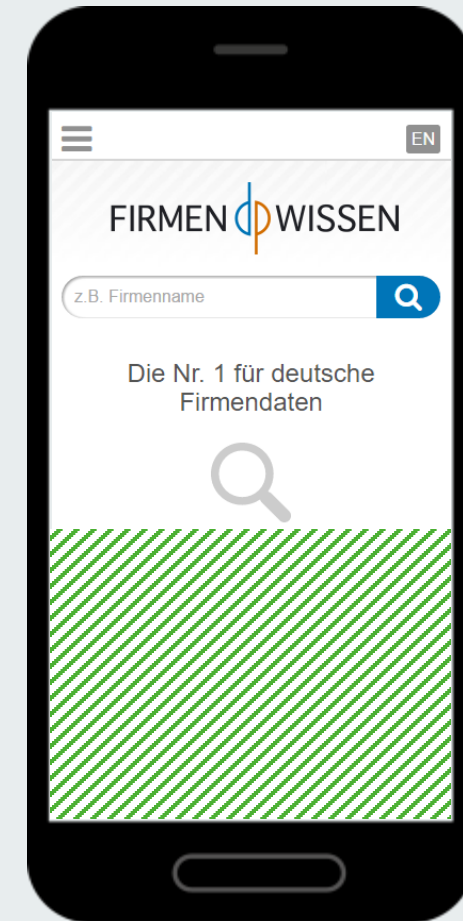 EN
FIRMEN WISSEN
z.B. Firmenname
Die Nr. 1 für deutsche
Firmendaten